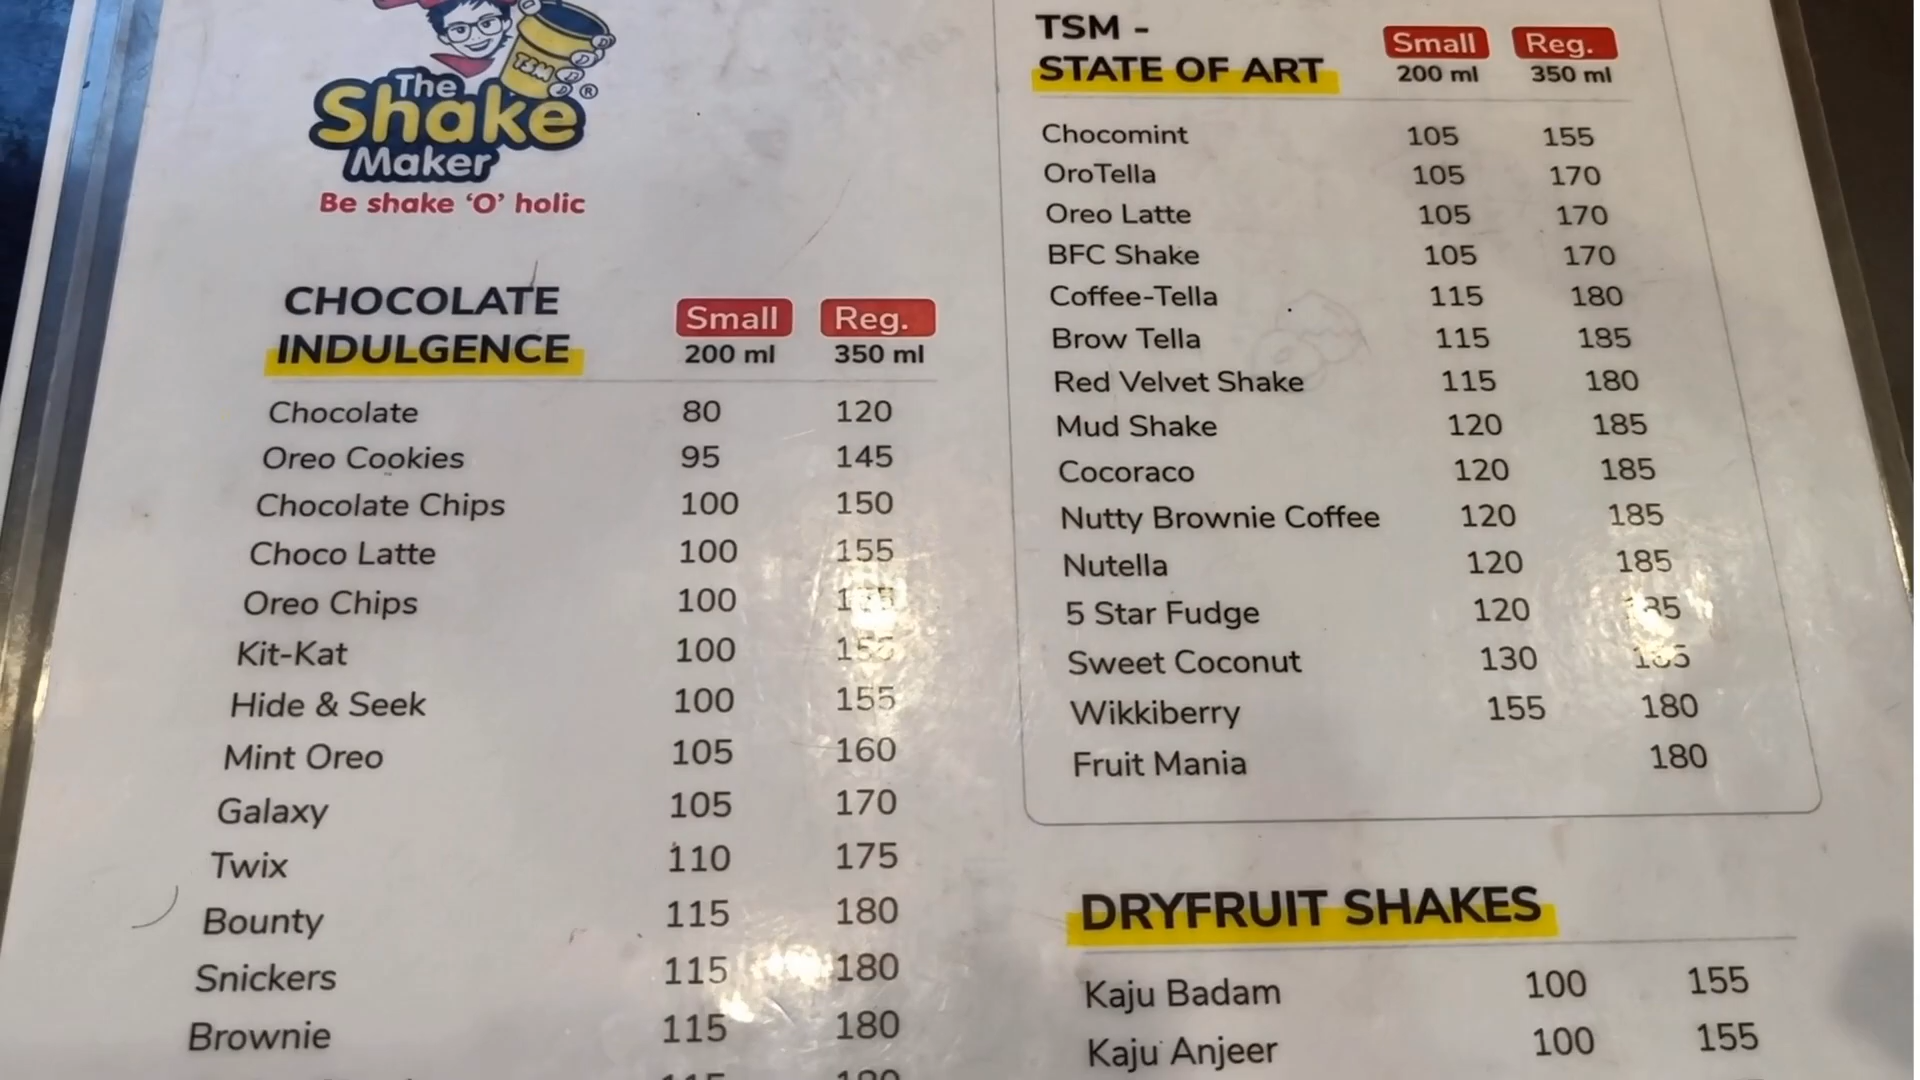 TSM
The
Shake
Maker
®
Be shake ‘O’ holic
CHOCOLATE
INDULGENCE
Small Reg.
200 ml 350 ml
Chocolate 80 120
Oreo Cookies 95 145
Chocolate Chips 100 150
Choco Latte 100 155
Oreo Chips 100
Kit-Kat 100
Hide & Seek 100 155
Mint Oreo 105 160
Galaxy 105 170
Twix 110 175
Bounty 115 180
Snickers 115 180
Brownie 115 180
TSM -
STATE OF ART
Small Reg.
200 ml 350 ml
Chocomint 105 155
OroTella 105 170
Oreo Latte 105 170
BFC Shake 105 170
Coffee-Tella 115 180
Brow Tella 115 185
Red Velvet Shake 115 180
Mud Shake 120 185
Cocoraco 120 185
Nutty Brownie Coffee 120 185
Nutella 120 185
5 Star Fudge 120
Sweet Coconut 130
Wikkiberry 155 180
Fruit Mania 180
DRYFRUIT SHAKES
Kaju Badam 100 155
Kaju Anjeer 100 155